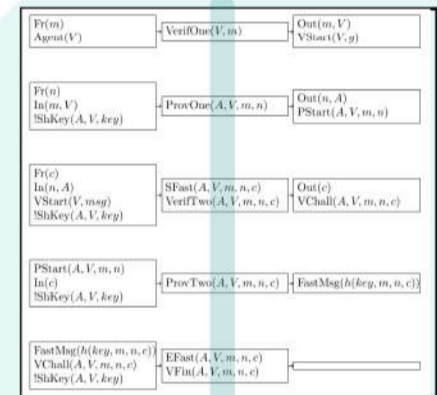 Fr(m)
Agent(V)
VerifOne(V, m)
Out(m, V)
VStart(V, g)
Fr(n)
In(m, V)
!ShKey(A, V, key)
ProvOne(A, V, m, n)
Out(n, A)
PStart(A, V, m, n)
Fr(c)
In(n, A)
VStart(V, msg)
!ShKey(A, V, key)
SFast(A, V, m, n, c)
VerifTwo(A, V, m, n, c)
Out(c)
VChall(A, V, m, n, c)
PStart(A, V, m, n)
In(c)
!ShKey(A, V, key)
ProvTwo(A, V, m, n, c)
FastMsg(h(key, m, n, c))
FastMsg(h(key, m, n, c))
VChall(A, V, m, n, c)
!ShKey(A, V, key)
EFast(A, V, m, n, c)
VFin(A, V, m, n, c)